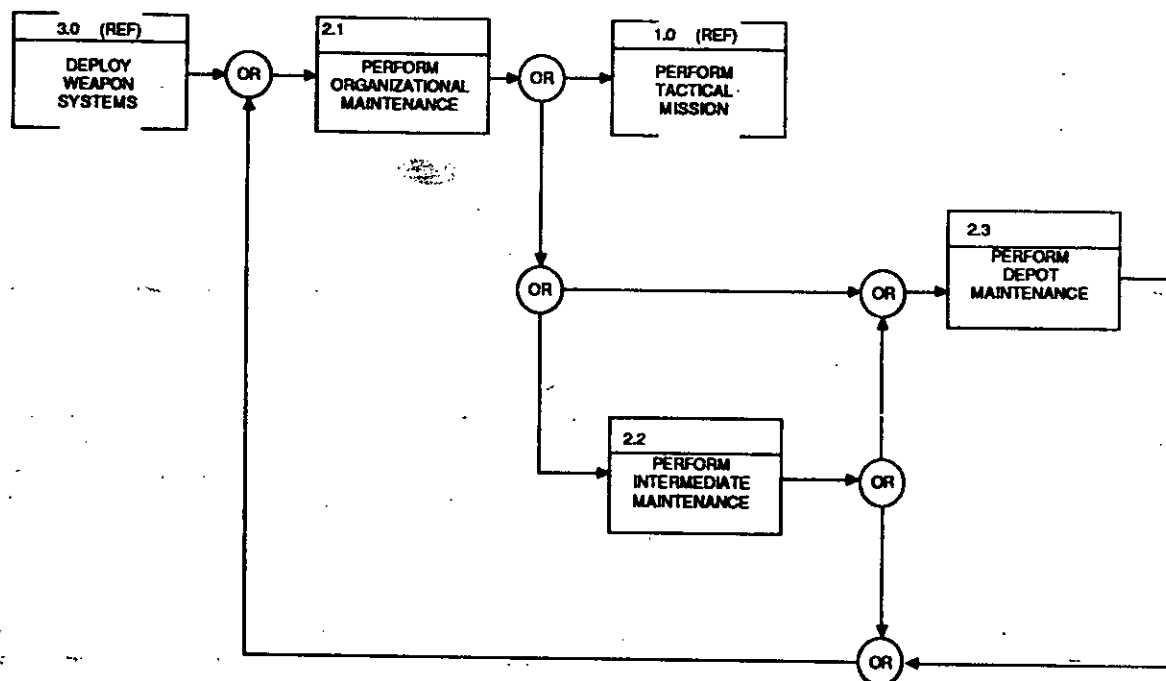 3.0 (REF)
DEPLOY
WEAPON
SYSTEMS
OR
2.1
PERFORM
ORGANIZATIONAL
MAINTENANCE
OR
1.0 (REF)
PERFORM
TACTICAL
MISSION
OR
OR
2.3
PERFORM
DEPOT
MAINTENANCE
2.2
PERFORM
INTERMEDIATE
MAINTENANCE
OR
OR